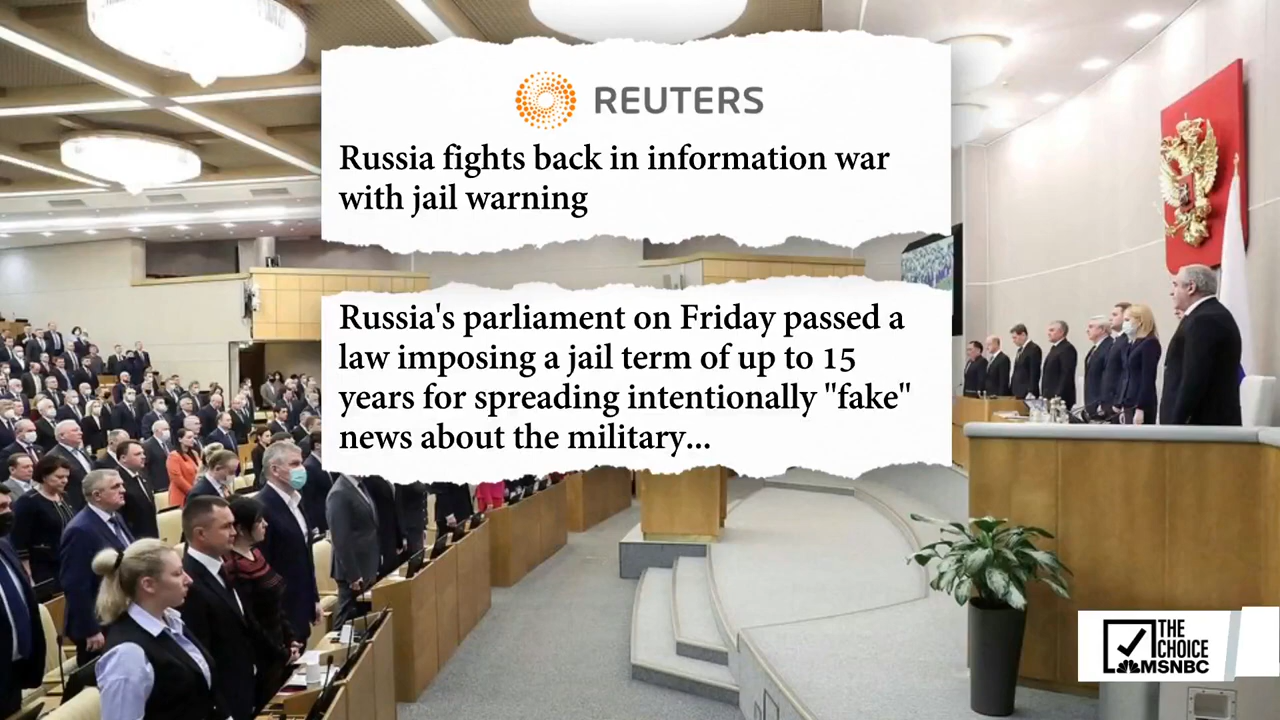 REUTERS
Russia fights back in information war
with jail warning
Russia's parliament on Friday passed a
law imposing a jail term of up to 15
years for spreading intentionally "fake"
news about the military...
THE
CHOICE
MSNBC